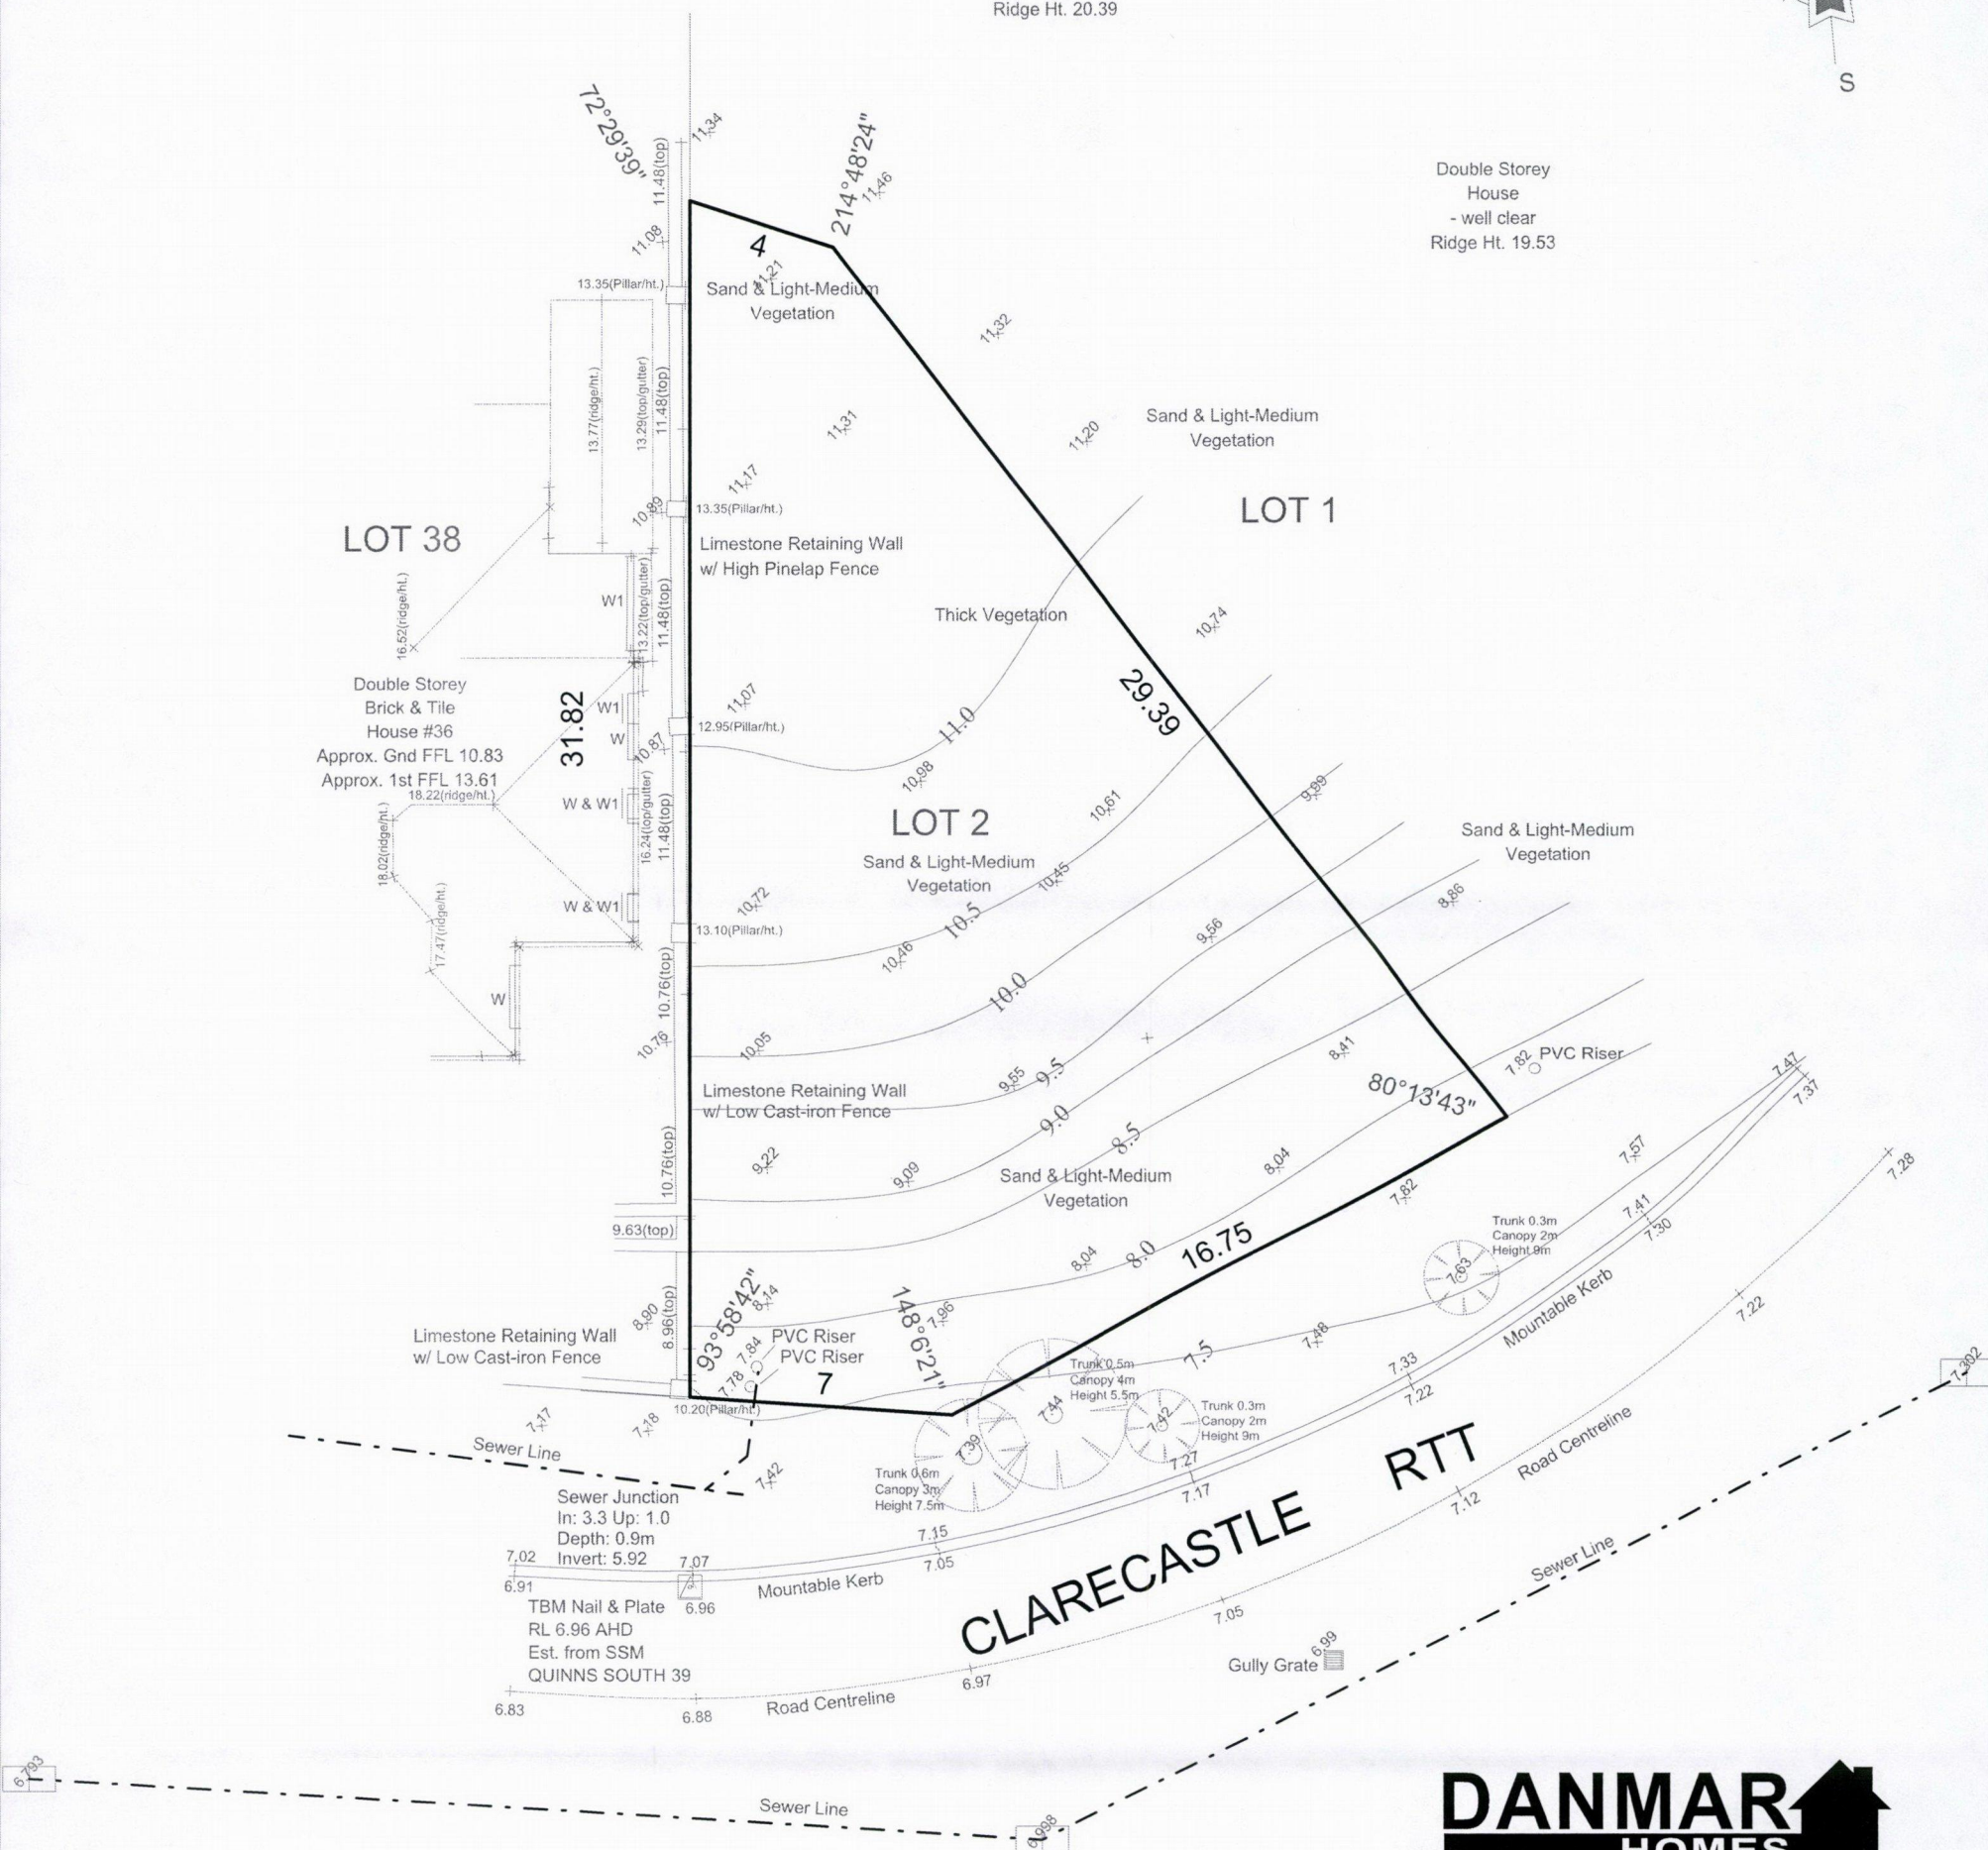 Ridge Ht. 20.39
S
72°29'39"
11.34
11.48(top)
214°48'24"
11.46
Double Storey
House
- well clear
Ridge Ht. 19.53
11.08
4
11.21
13.35(Pillar/ht.)
Sand & Light-Medium
Vegetation
11.32
13.77(ridge/ht.)
13.29(top/gutter)
11.48(top)
11.31
11.20
Sand & Light-Medium
Vegetation
11.17
LOT 1
10.89
13.35(Pillar/ht.)
LOT 38
Limestone Retaining Wall
w/ High Pinelap Fence
16.52(ridge/ht.)
W1
13.22(top/gutter)
11.48(top)
Thick Vegetation
10.74
Double Storey
Brick & Tile
House #36
Approx. Gnd FFL 10.83
Approx. 1st FFL 13.61
31.82
W1
W
10.87
11.07
12.95(Pillar/ht.)
11.0
29.39
10.98
9.99
18.22(ridge/ht.)
18.02(ridge/ht.)
W & W1
16.24(top/gutter)
11.48(top)
10.61
LOT 2
Sand & Light-Medium
Vegetation
Sand & Light-Medium
Vegetation
17.47(ridge/ht.)
W & W1
10.72
10.45
8.86
13.10(Pillar/ht.)
10.5
9.56
10.46
W
10.76(top)
10.0
10.76
10.05
8.41
7.82
PVC Riser
9.55
9.5
80°13'43"
7.47
7.37
Limestone Retaining Wall
w/ Low Cast-iron Fence
9.0
8.5
10.76(top)
9.22
9.09
Sand & Light-Medium
Vegetation
8.04
7.82
7.57
7.28
9.63(top)
16.75
8.04
8.0
7.41
7.30
Trunk 0.3m
Canopy 2m
Height 9m
7.63
Mountable Kerb
7.22
8.90
8.96(top)
93°58'42"
8.14
148°6'21"
7.96
Limestone Retaining Wall
w/ Low Cast-iron Fence
7.84
PVC Riser
7.78
PVC Riser
7
7.5
7.48
7.33
7.22
7.302
Trunk 0.5m
Canopy 4m
Height 5.5m
7.44
7.42
Trunk 0.3m
Canopy 2m
Height 9m
10.20(Pillar/ht.)
7.17
7.18
Sewer Line
7.42
7.39
Trunk 0.6m
Canopy 3m
Height 7.5m
7.27
7.17
Road Centreline
Sewer Junction
In: 3.3 Up: 1.0
Depth: 0.9m
Invert: 5.92
7.02
7.07
7.15
7.05
6.91
6.96
Mountable Kerb
CLARECASTLE RTT
7.12
Sewer Line
TBM Nail & Plate
RL 6.96 AHD
Est. from SSM
QUINNS SOUTH 39
7.05
6.99
Gully Grate
6.97
6.83
6.88
Road Centreline
6.793
Sewer Line
6.998
DANMAR
HOMES